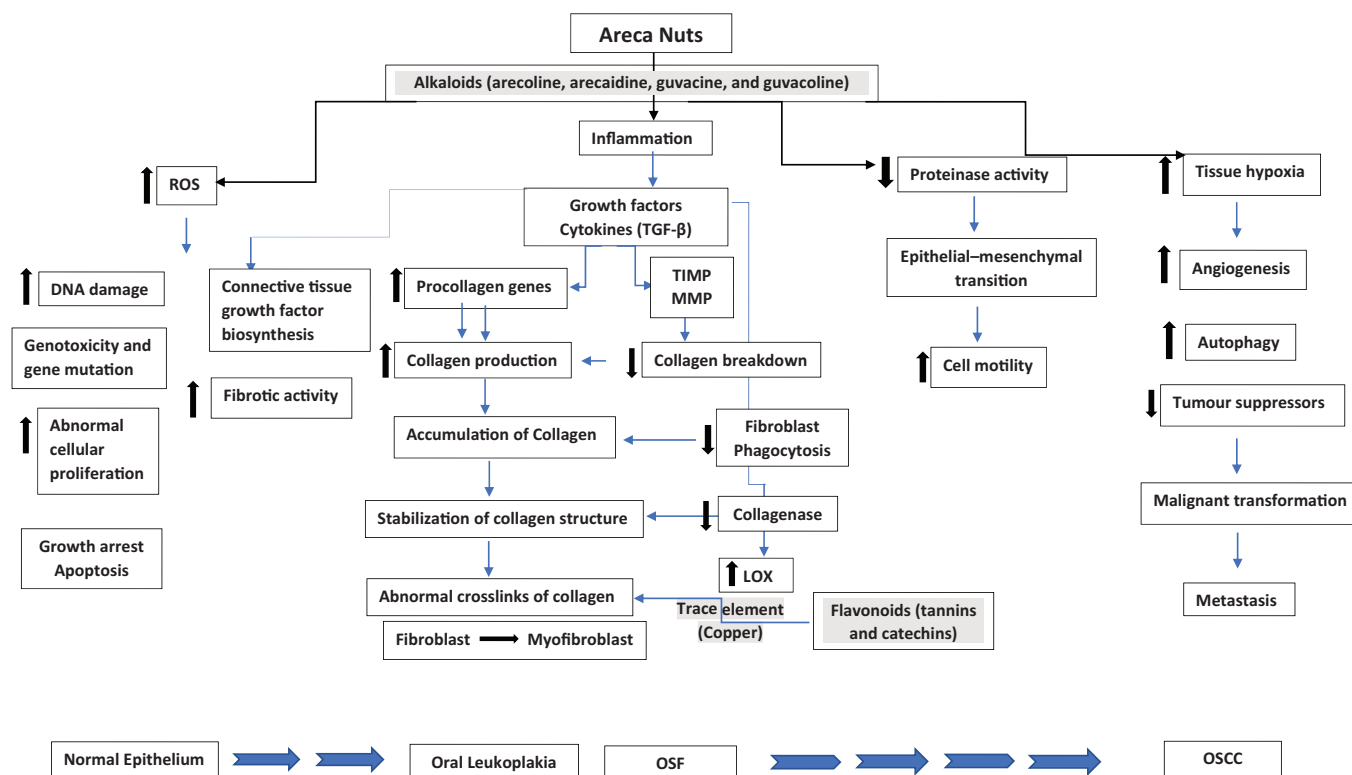 Areca Nuts
Alkaloids (arecoline, arecaidine, guvacine, and guvacoline)
Inflammation
ROS
Proteinase activity
Tissue hypoxia
Growth factors
Cytokines (TGF-β)
Epithelial–mesenchymal
transition
Angiogenesis
DNA damage
Connective tissue
growth factor
biosynthesis
Procollagen genes
TIMP
MMP
Genotoxicity and
gene mutation
Collagen production
Collagen breakdown
Cell motility
Autophagy
Fibrotic activity
Tumour suppressors
Abnormal
cellular
proliferation
Accumulation of Collagen
Fibroblast
Phagocytosis
Malignant transformation
Stabilization of collagen structure
Collagenase
Growth arrest
Apoptosis
LOX
Metastasis
Abnormal crosslinks of collagen
Trace element
(Copper)
Flavonoids (tannins
and catechins)
Fibroblast Myofibroblast
Normal Epithelium
Oral Leukoplakia
OSF
OSCC